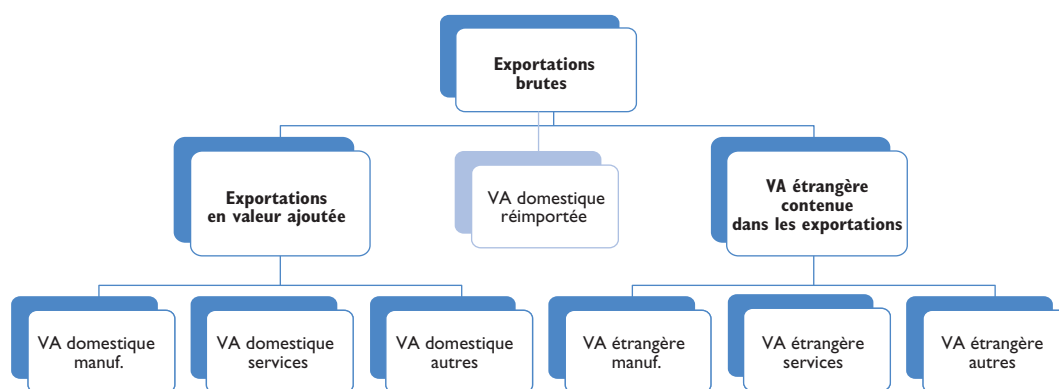 Exportations
brutes
Exportations
en valeur ajoutée
VA domestique
réimportée
VA étrangère
contenue
dans les exportations
VA domestique
manuf.
VA domestique
services
VA domestique
autres
VA étrangère
manuf.
VA étrangère
services
VA étrangère
autres